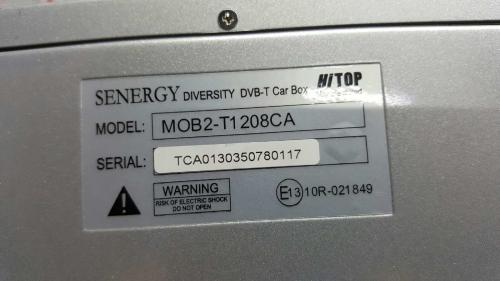 SENERGY DIVERSITY DVB-T Car Box HiTOP
MODEL: MOB2-T1208CA
SERIAL: TCA0130350780117
WARNING
RISK OF ELECTRIC SHOCK
DO NOT OPEN
E13 10R-021849